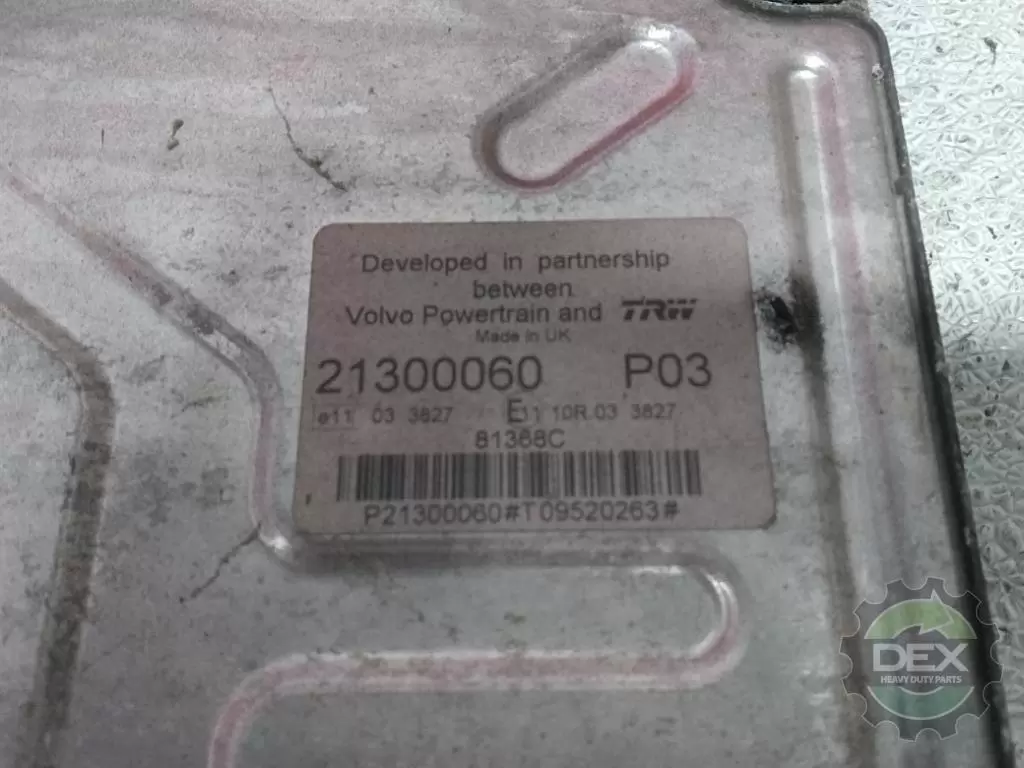 Developed in partnership
between
Volvo Powertrain and TRW
Made in UK
21300060 P03
e11 03 3827 E11 10R.03 3827
81368C
P21300060#T09520263#
DEX
HEAVY DUTY PARTS